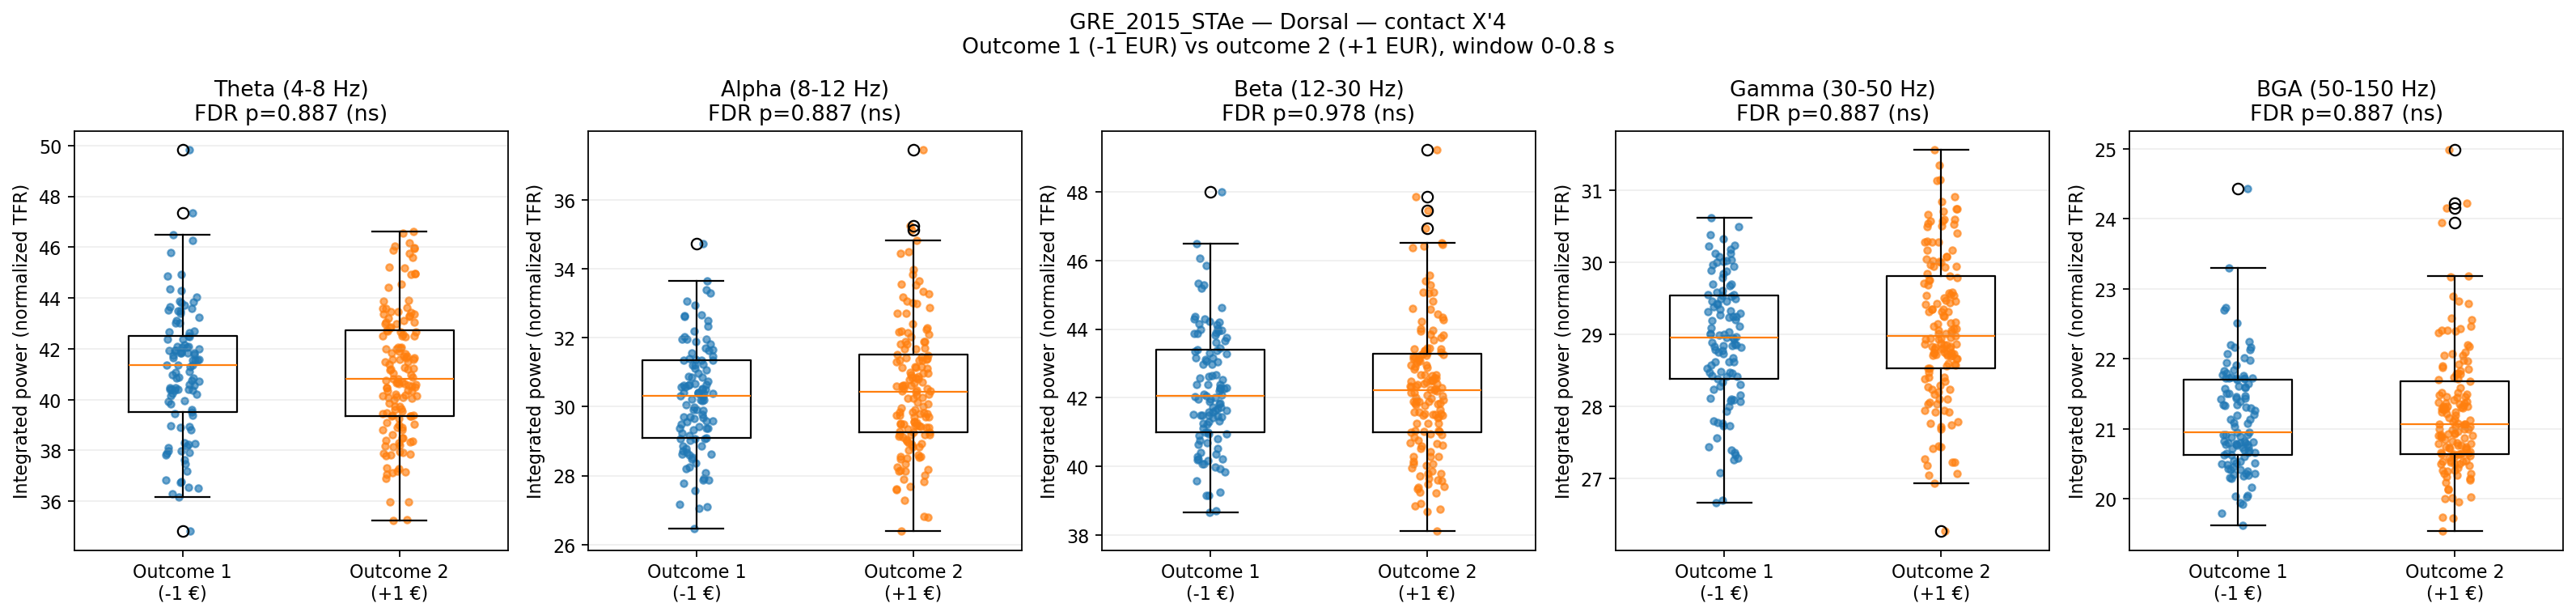 GRE_2015_STAe — Dorsal — contact X'4
Outcome 1 (-1 EUR) vs outcome 2 (+1 EUR), window 0-0.8 s
Theta (4-8 Hz)
FDR p=0.887 (ns)
Integrated power (normalized TFR)
50
48
46
44
42
40
38
36
Outcome 1
(-1 €)
Outcome 2
(+1 €)
Alpha (8-12 Hz)
FDR p=0.887 (ns)
Integrated power (normalized TFR)
36
34
32
30
28
26
Outcome 1
(-1 €)
Outcome 2
(+1 €)
Beta (12-30 Hz)
FDR p=0.978 (ns)
Integrated power (normalized TFR)
48
46
44
42
40
38
Outcome 1
(-1 €)
Outcome 2
(+1 €)
Gamma (30-50 Hz)
FDR p=0.887 (ns)
Integrated power (normalized TFR)
31
30
29
28
27
Outcome 1
(-1 €)
Outcome 2
(+1 €)
BGA (50-150 Hz)
FDR p=0.887 (ns)
Integrated power (normalized TFR)
25
24
23
22
21
20
Outcome 1
(-1 €)
Outcome 2
(+1 €)